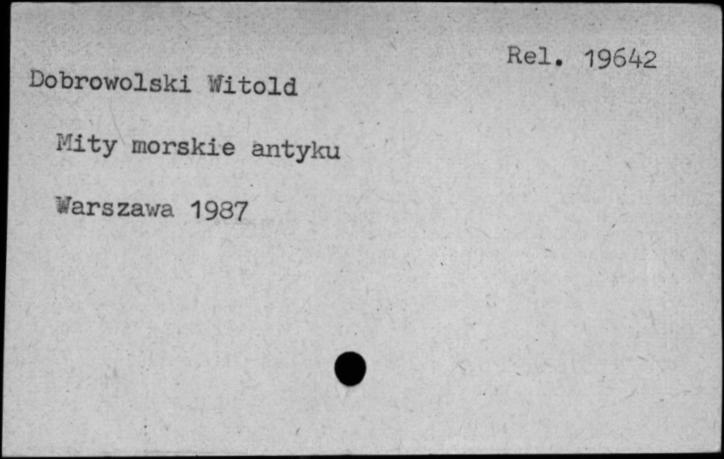 Rel. 19642
Dobrowolski Witold
Mity morskie antyku
Warszawa 1987